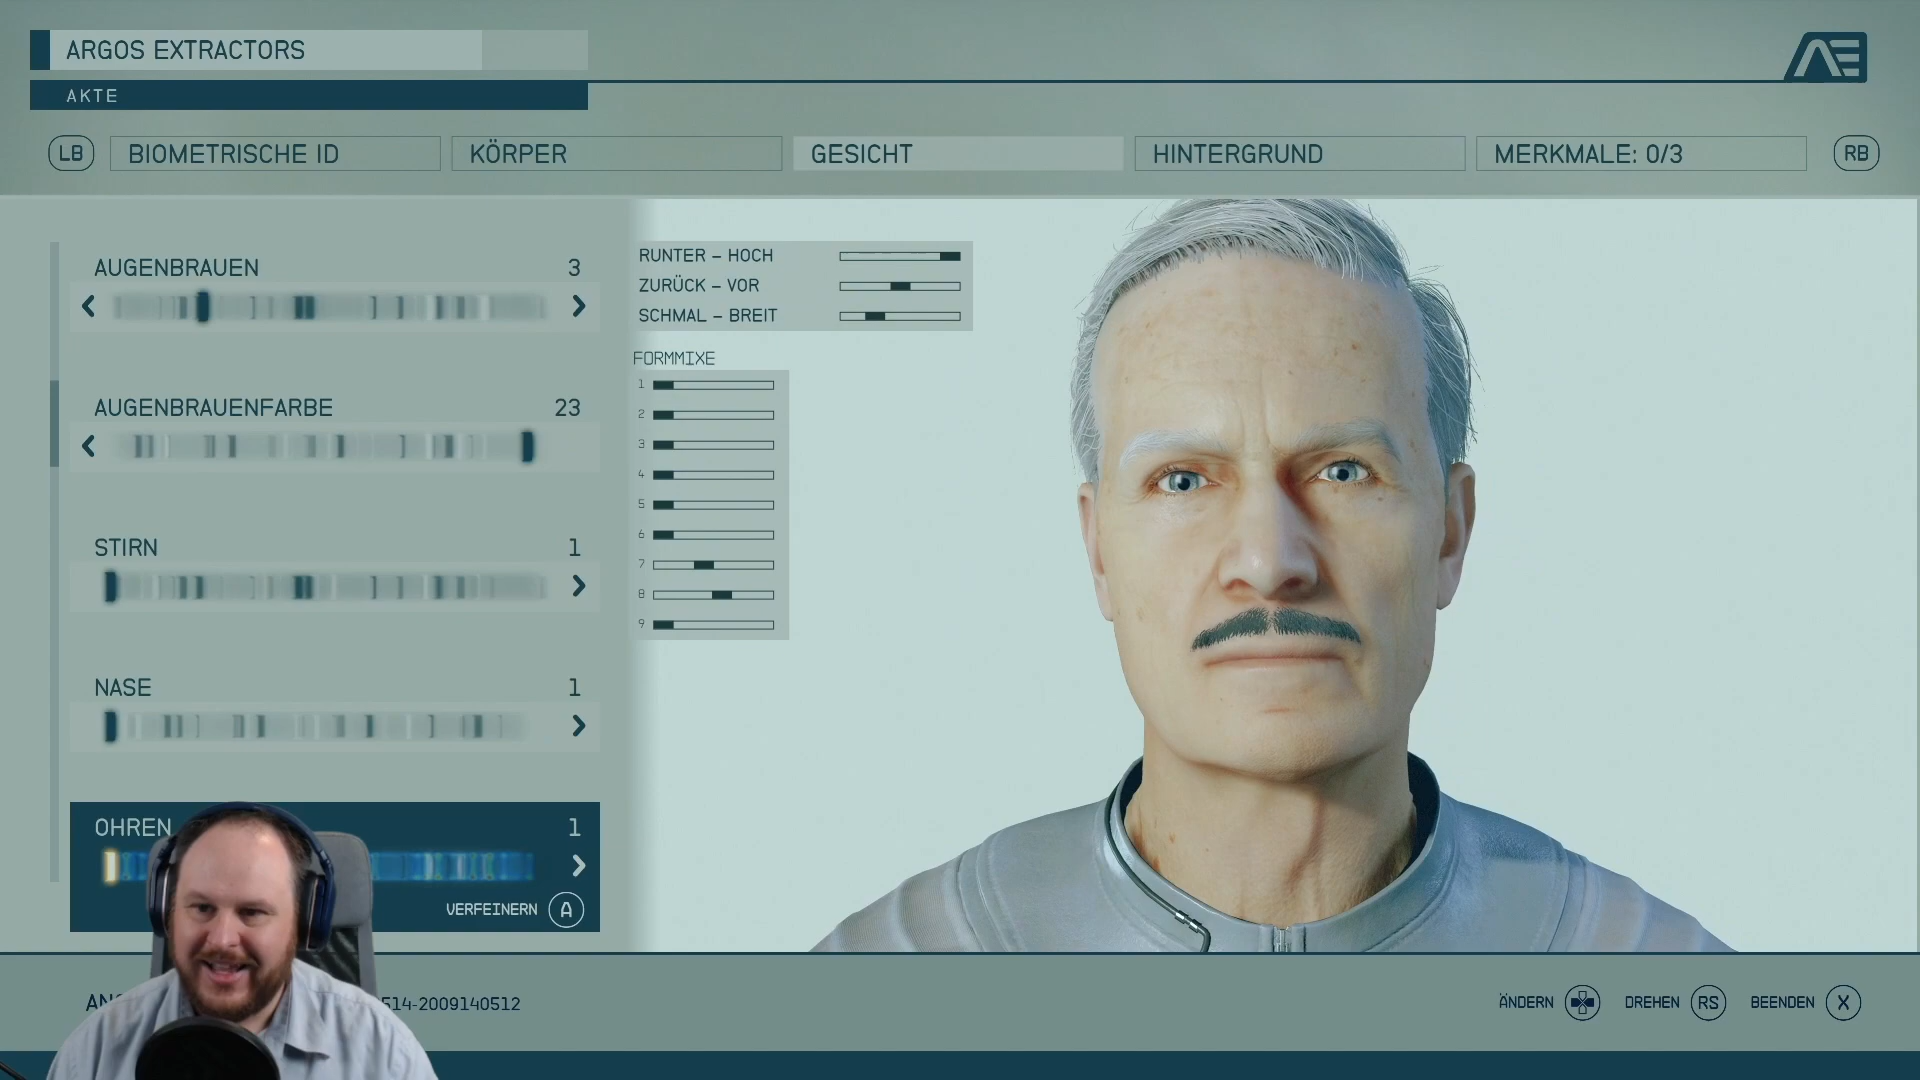 ARGOS EXTRACTORS
AKTE
LB
BIOMETRISCHE ID
KÖRPER
GESICHT
HINTERGRUND
MERKMALE: 0/3
RB
AUGENBRAUEN 3
AUGENBRAUENFARBE 23
STIRN 1
NASE 1
OHREN 1
VERFEINERN A
RUNTER – HOCH
ZURÜCK – VOR
SCHMAL – BREIT
FORMMIXE
1
2
3
4
5
6
7
8
9
514-2009140512
ÄNDERN
DREHEN RS
BEENDEN X